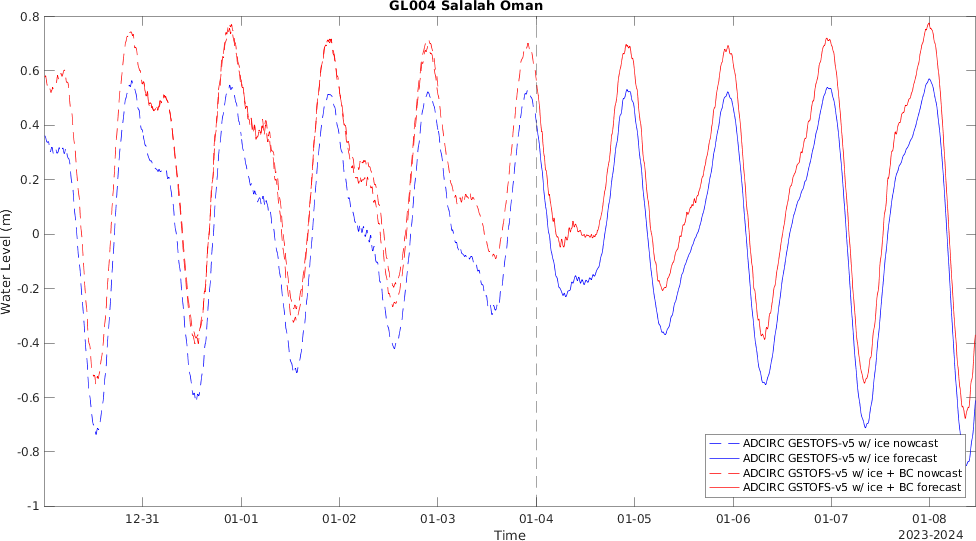 GL004 Salalah Oman
0.8
0.6
0.4
0.2
0
-0.2
-0.4
-0.6
-0.8
-1
Water Level (m)
ADCIRC GESTOFS-v5 w/ ice nowcast
ADCIRC GESTOFS-v5 w/ ice forecast
ADCIRC GSTOFS-v5 w/ ice + BC nowcast
ADCIRC GSTOFS-v5 w/ ice + BC forecast
12-31 01-01 01-02 01-03 01-04 01-05 01-06 01-07 01-08
Time
2023-2024